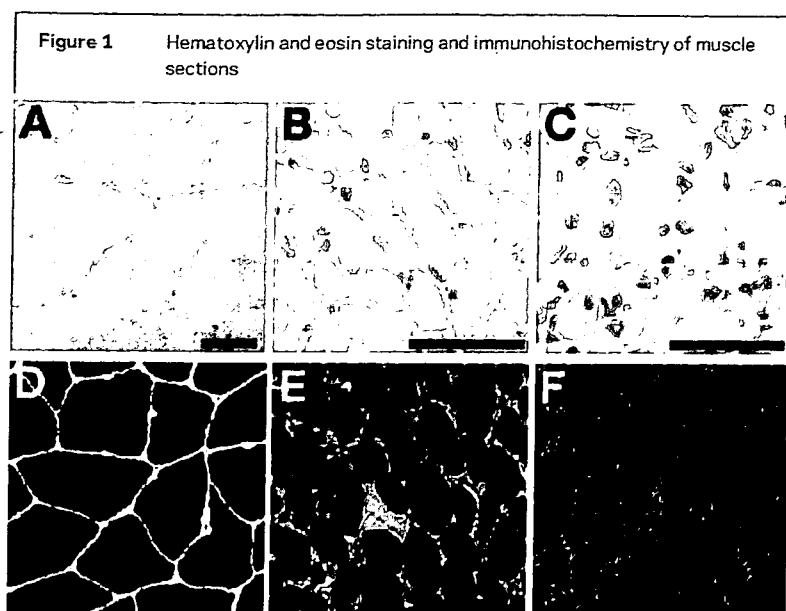 Figure 1 Hematoxylin and eosin staining and immunohistochemistry of muscle
sections
A B C
D E F